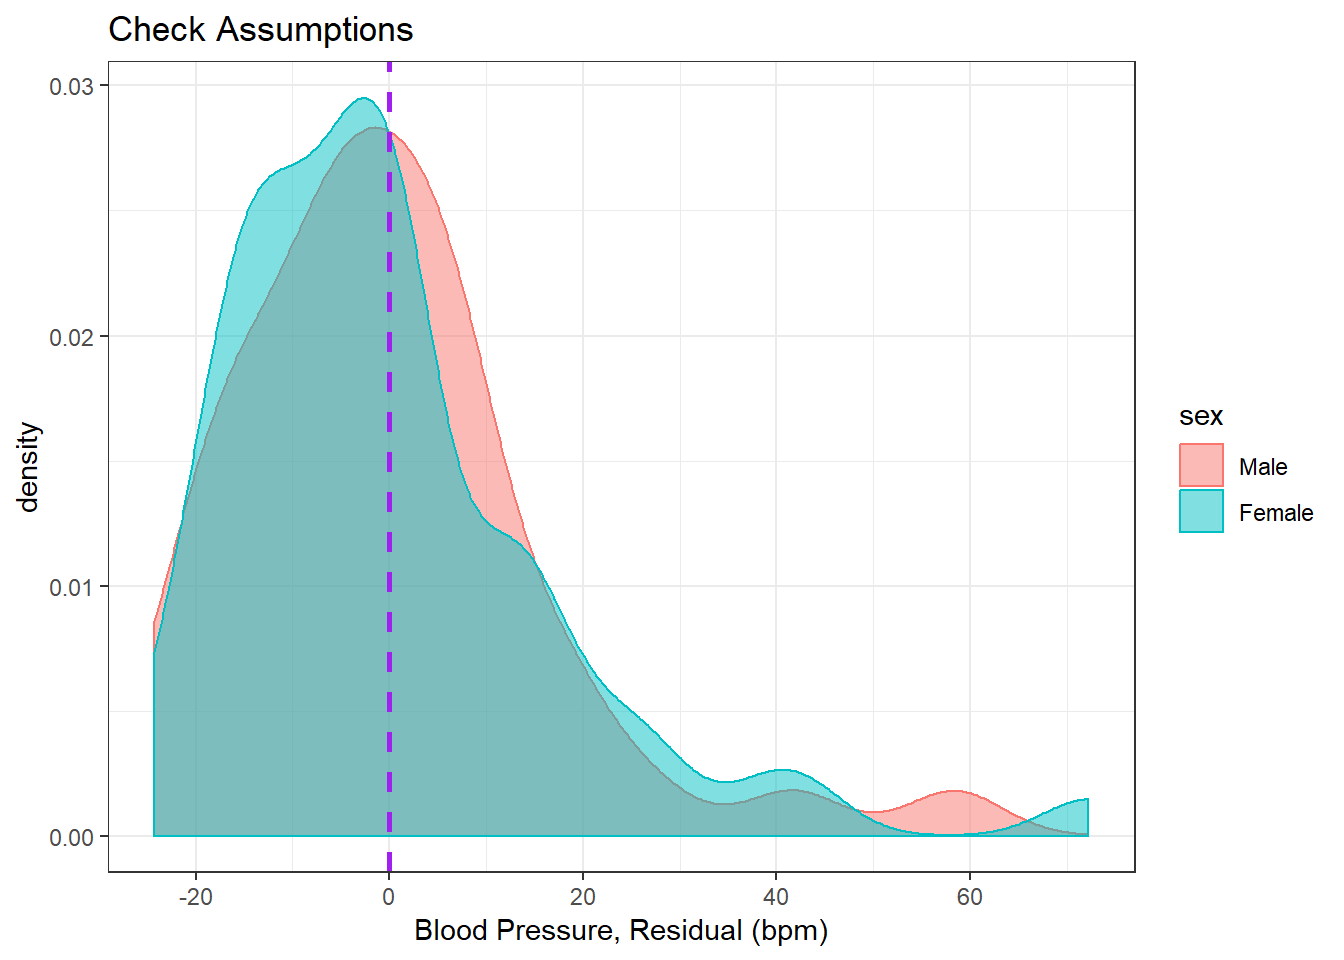 Check Assumptions
0.03
0.02
0.01
0.00
density
-20 0 20 40 60
Blood Pressure, Residual (bpm)
sex
Male
Female